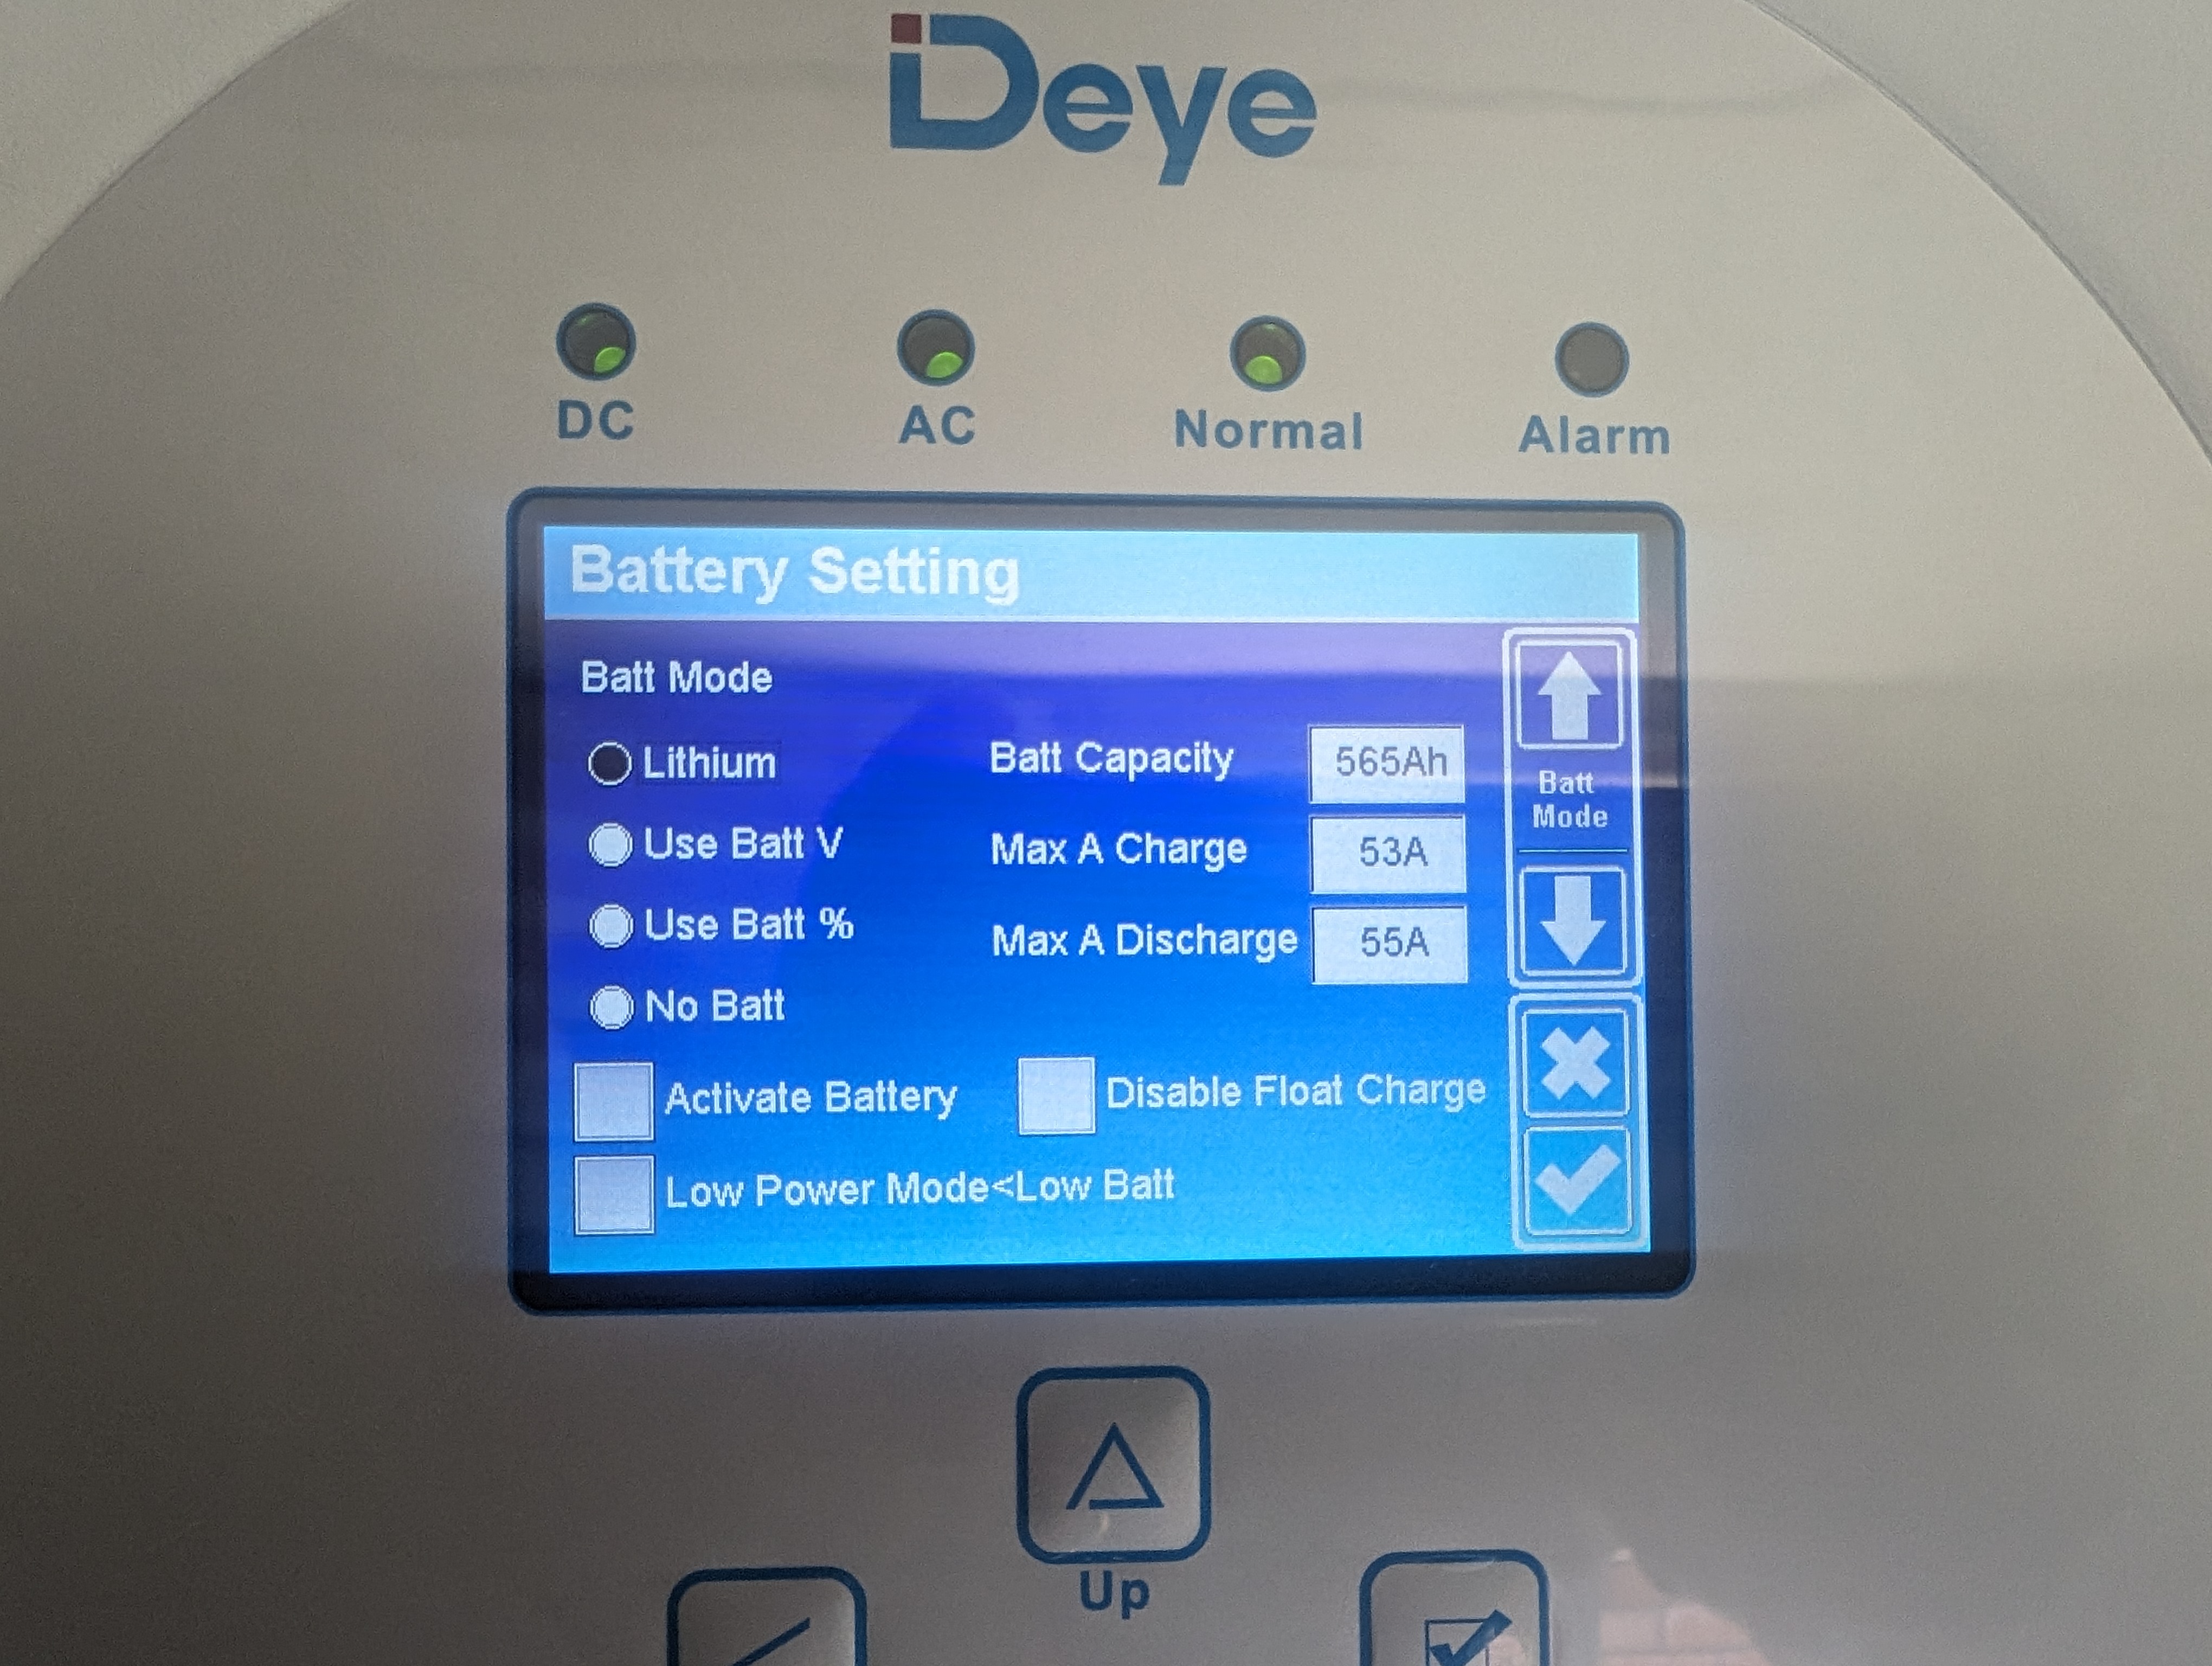 Deye
DC AC Normal Alarm
Battery Setting
Batt Mode
Lithium
Batt Capacity 565Ah
Batt
Mode
Use Batt V
Max A Charge 53A
Use Batt %
Max A Discharge 55A
No Batt
Activate Battery
Disable Float Charge
Low Power Mode<Low Batt
Up